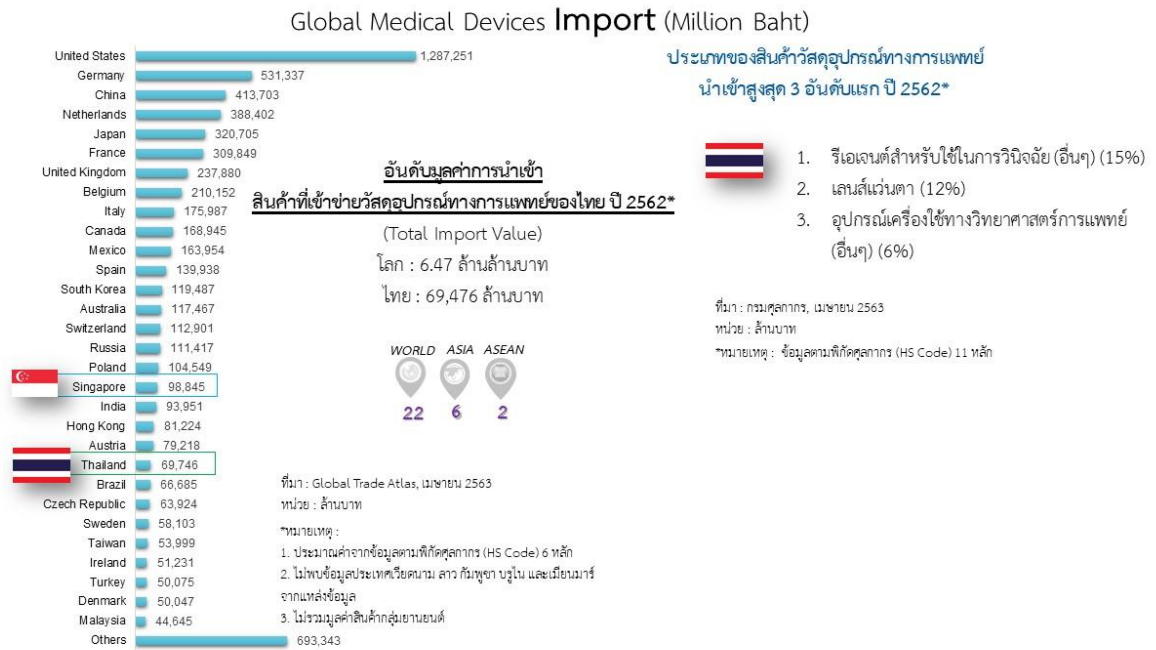 Global Medical Devices Import (Million Baht)
United States 1,287,251
Germany 531,337
China 413,703
Netherlands 388,402
Japan 320,705
France 309,849
United Kingdom 237,880
Belgium 210,152
Italy 175,987
Canada 168,945
Mexico 163,954
Spain 139,938
South Korea 119,487
Australia 117,467
Switzerland 112,901
Russia 111,417
Poland 104,549
Singapore 98,845
India 93,951
Hong Kong 81,224
Austria 79,218
Thailand 69,746
Brazil 66,685
Czech Republic 63,924
Sweden 58,103
Taiwan 53,999
Ireland 51,231
Turkey 50,075
Denmark 50,047
Malaysia 44,645
Others 693,343
อันดับมูลค่าการนำเข้า
สินค้าที่เข้าข่ายวัสดุอุปกรณ์ทางการแพทย์ของไทย ปี 2562*
(Total Import Value)
โลก : 6.47 ล้านล้านบาท
ไทย : 69,476 ล้านบาท
WORLD ASIA ASEAN
22 6 2
ที่มา : Global Trade Atlas, เมษายน 2563
หน่วย : ล้านบาท
*หมายเหตุ :
1. ประมาณค่าจากข้อมูลตามพิกัดศุลกากร (HS Code) 6 หลัก
2. ไม่พบข้อมูลประเทศเวียดนาม ลาว กัมพูชา บรูไน และเมียนมาร์
จากแหล่งข้อมูล
3. ไม่รวมมูลค่าสินค้ากลุ่มยานยนต์
ประเภทของสินค้าวัสดุอุปกรณ์ทางการแพทย์
นำเข้าสูงสุด 3 อันดับแรก ปี 2562*
1. รีเอเจนต์สำหรับใช้ในการวินิจฉัย (อื่นๆ) (15%)
2. เลนส์แว่นตา (12%)
3. อุปกรณ์เครื่องใช้ทางวิทยาศาสตร์การแพทย์
(อื่นๆ) (6%)
ที่มา : กรมศุลกากร, เมษายน 2563
หน่วย : ล้านบาท
*หมายเหตุ : ข้อมูลตามพิกัดศุลกากร (HS Code) 11 หลัก